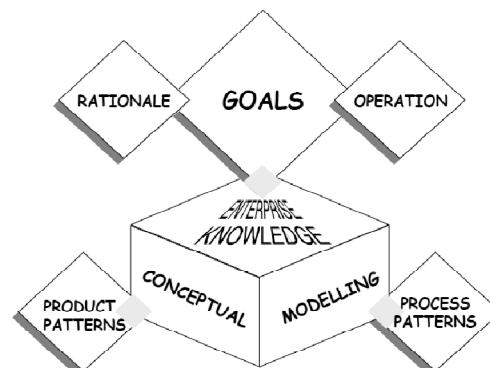 RATIONALE
GOALS
OPERATION
ENTERPRISE
KNOWLEDGE
CONCEPTUAL
MODELLING
PRODUCT
PATTERNS
PROCESS
PATTERNS